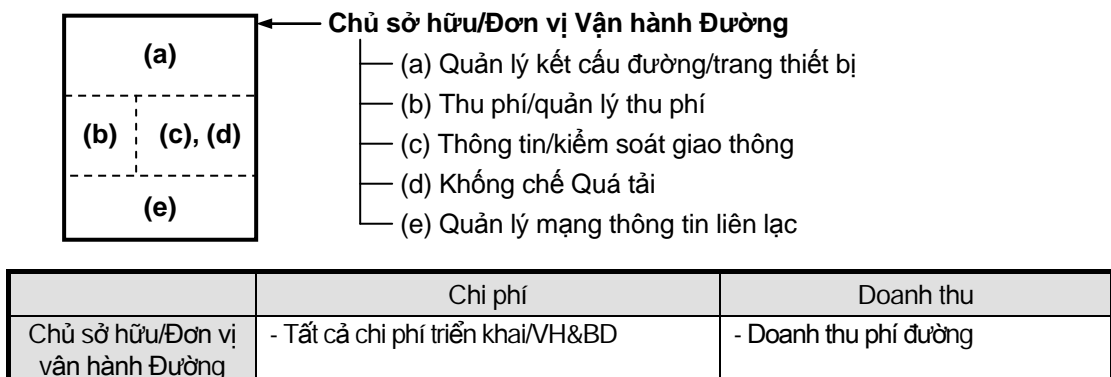 Chủ sở hữu/Đơn vị Vận hành Đường
(a)
(a) Quản lý kết cấu đường/trang thiết bị
(b) Thu phí/quản lý thu phí
(b) (c), (d)
(c) Thông tin/kiểm soát giao thông
(d) Khống chế Quá tải
(e)
(e) Quản lý mạng thông tin liên lạc
Chi phí Doanh thu
Chủ sở hữu/Đơn vị - Tất cả chi phí triển khai/VH&BD - Doanh thu phí đường
vận hành Đường